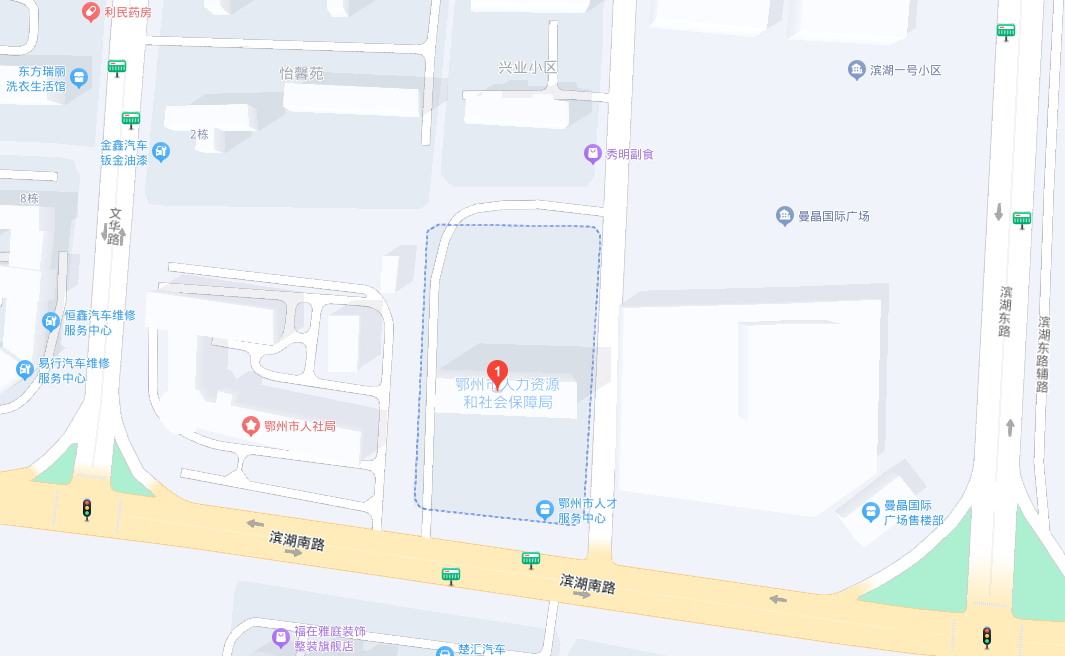 利民药房
东方瑞丽
洗衣生活馆
怡馨苑
兴业小区
滨湖一号小区
2栋
金鑫汽车
钣金油漆
秀明副食
8栋
文华路
曼晶国际广场
恒鑫汽车维修
服务中心
易行汽车维修
服务中心
滨湖东路
滨湖东路辅路
1
鄂州市人力资源
和社会保障局
鄂州市人社局
鄂州市人才
服务中心
曼晶国际
广场售楼部
滨湖南路
滨湖南路
福在雅庭装饰
整装旗舰店
楚汇汽车